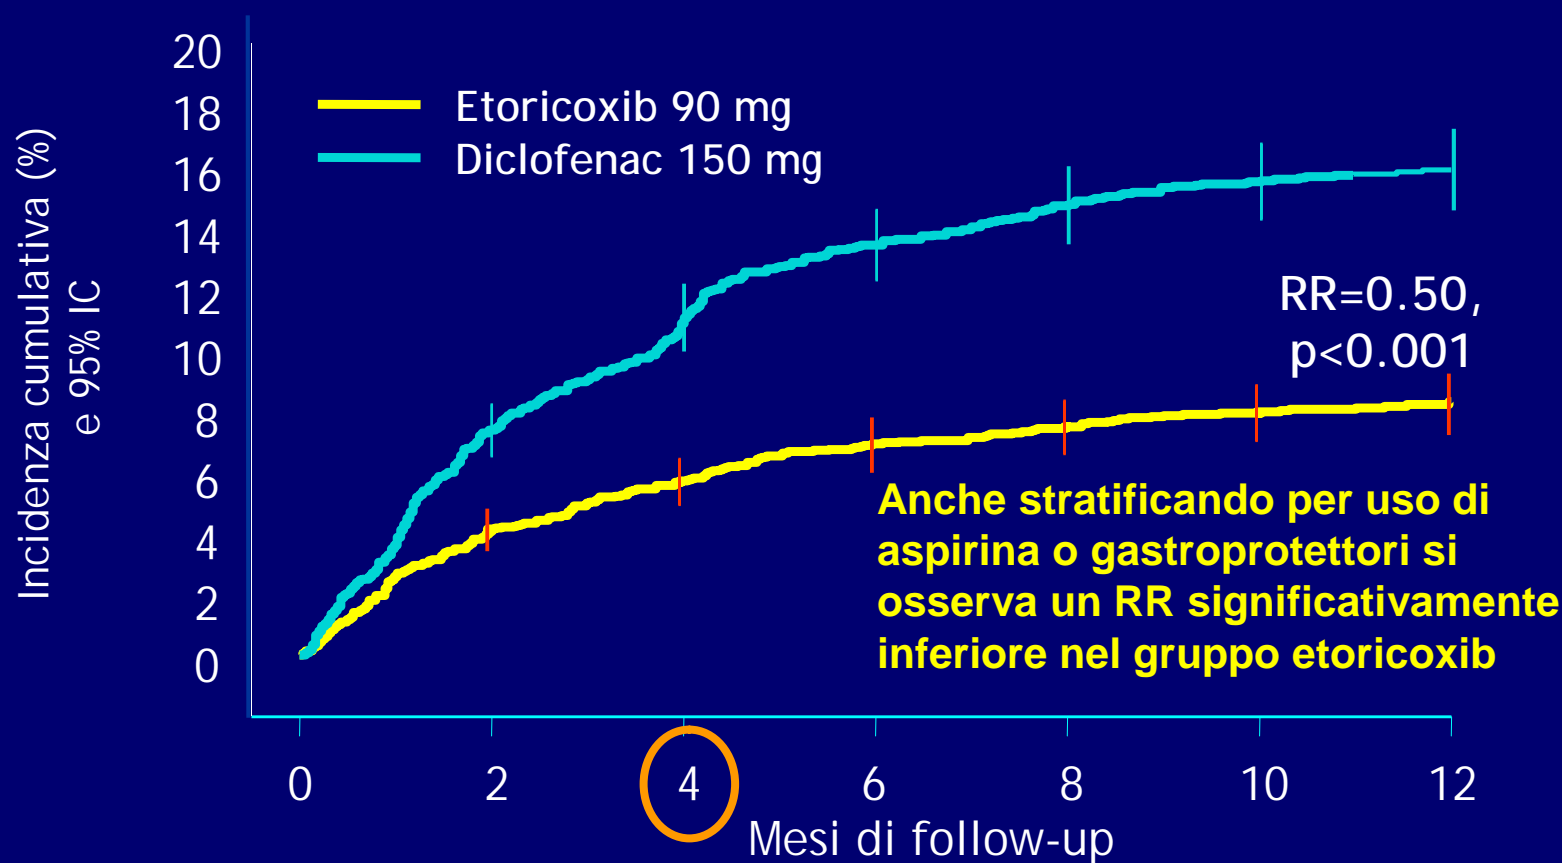 20
18
16
14
12
10
8
6
4
2
0
Incidenza cumulativa (%)
e 95% IC
Etoricoxib 90 mg
Diclofenac 150 mg
RR=0.50,
p<0.001
Anche stratificando per uso di
aspirina o gastroprotettori si
osserva un RR significativamente
inferiore nel gruppo etoricoxib
0 2 4 6 8 10 12
Mesi di follow-up